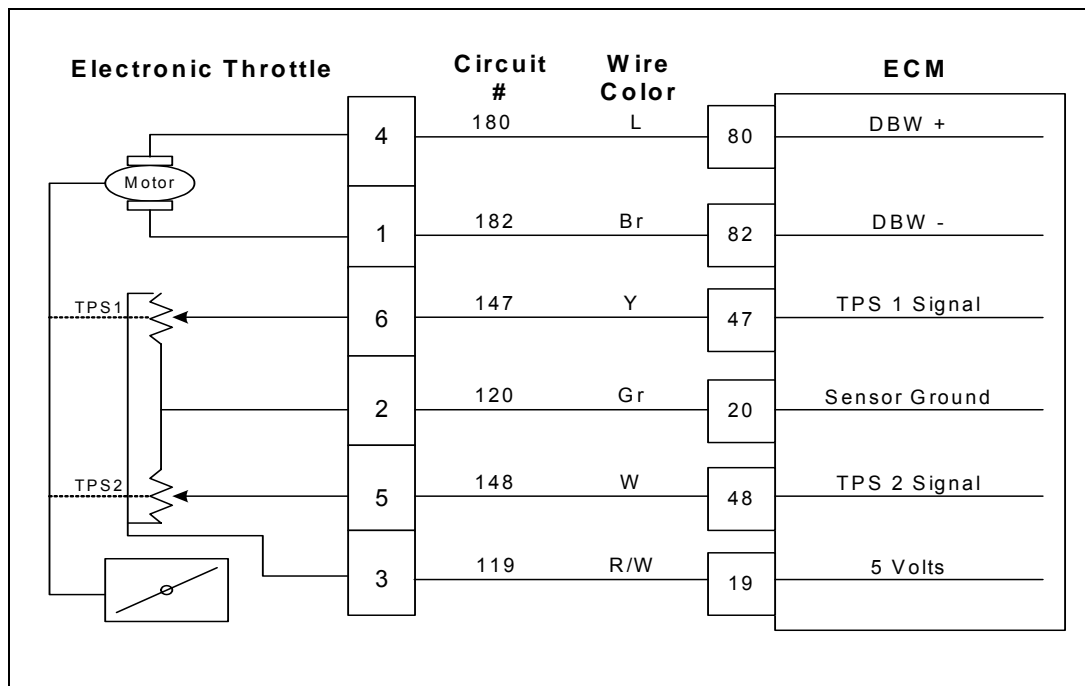 Electronic Throttle
Circuit
#
Wire
Color
ECM
4
180
L
80
DBW +
Motor
1
182
Br
82
DBW -
TPS1
6
147
Y
47
TPS 1 Signal
2
120
Gr
20
Sensor Ground
TPS2
5
148
W
48
TPS 2 Signal
3
119
R/W
19
5 Volts